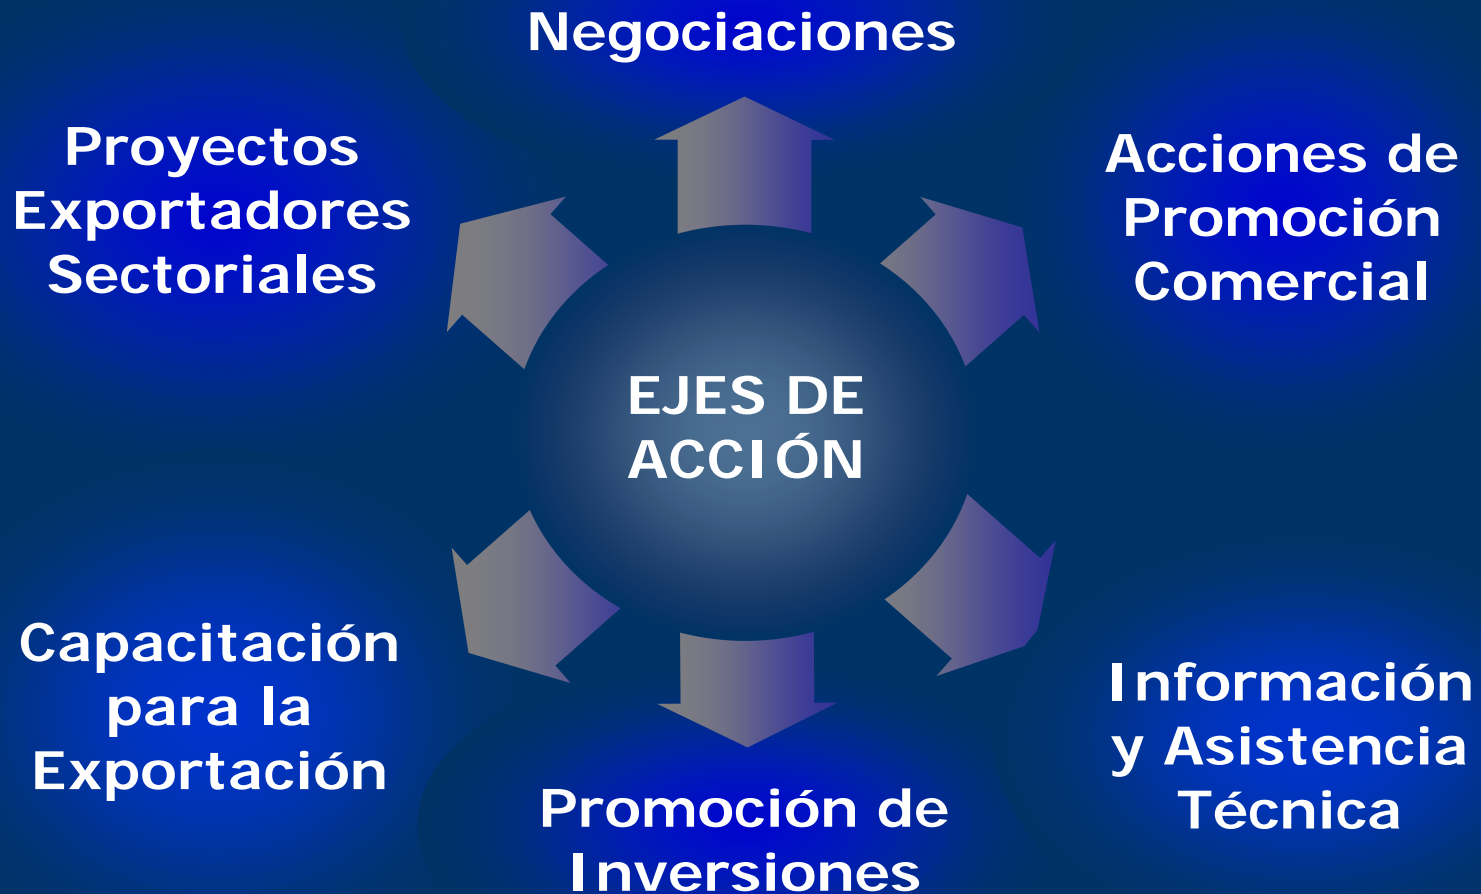 Negociaciones
Proyectos
Exportadores
Sectoriales
Acciones de
Promoción
Comercial
EJES DE
ACCIÓN
Capacitación
para la
Exportación
Información
y Asistencia
Técnica
Promoción de
Inversiones